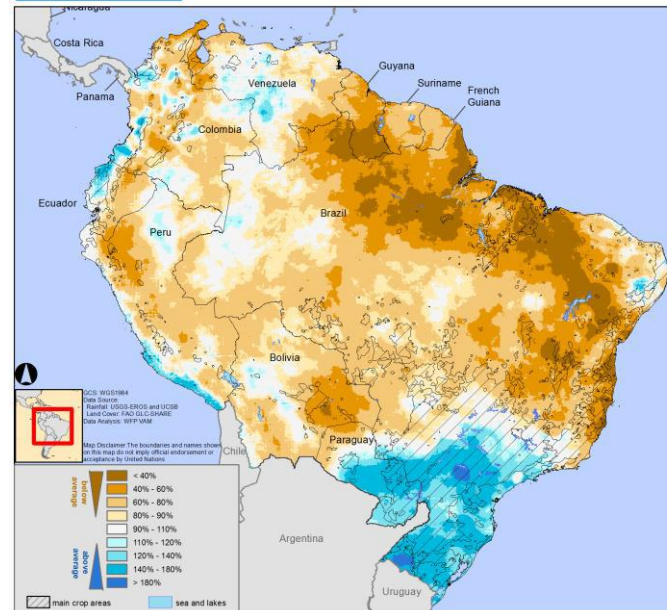 Nicaragua
Costa Rica
Panama
Venezuela
Guyana
Suriname
French
Guiana
Colombia
Ecuador
Brazil
Peru
Bolivia
Paraguay
Chile
Argentina
Uruguay
GCS: WGS1984
Data Source:
Rainfall: USGS-EROS and UCSB
Land Cover: FAO GLC-SHARE
Data Analysis: WFP VAM
Map Disclaimer:The boundaries and names shown
on this map do not imply official endorsement or
acceptance by United Nations
below
average
above
average
< 40%
40% - 60%
60% - 80%
80% - 90%
90% - 110%
110% - 120%
120% - 140%
140% - 180%
> 180%
main crop areas
sea and lakes